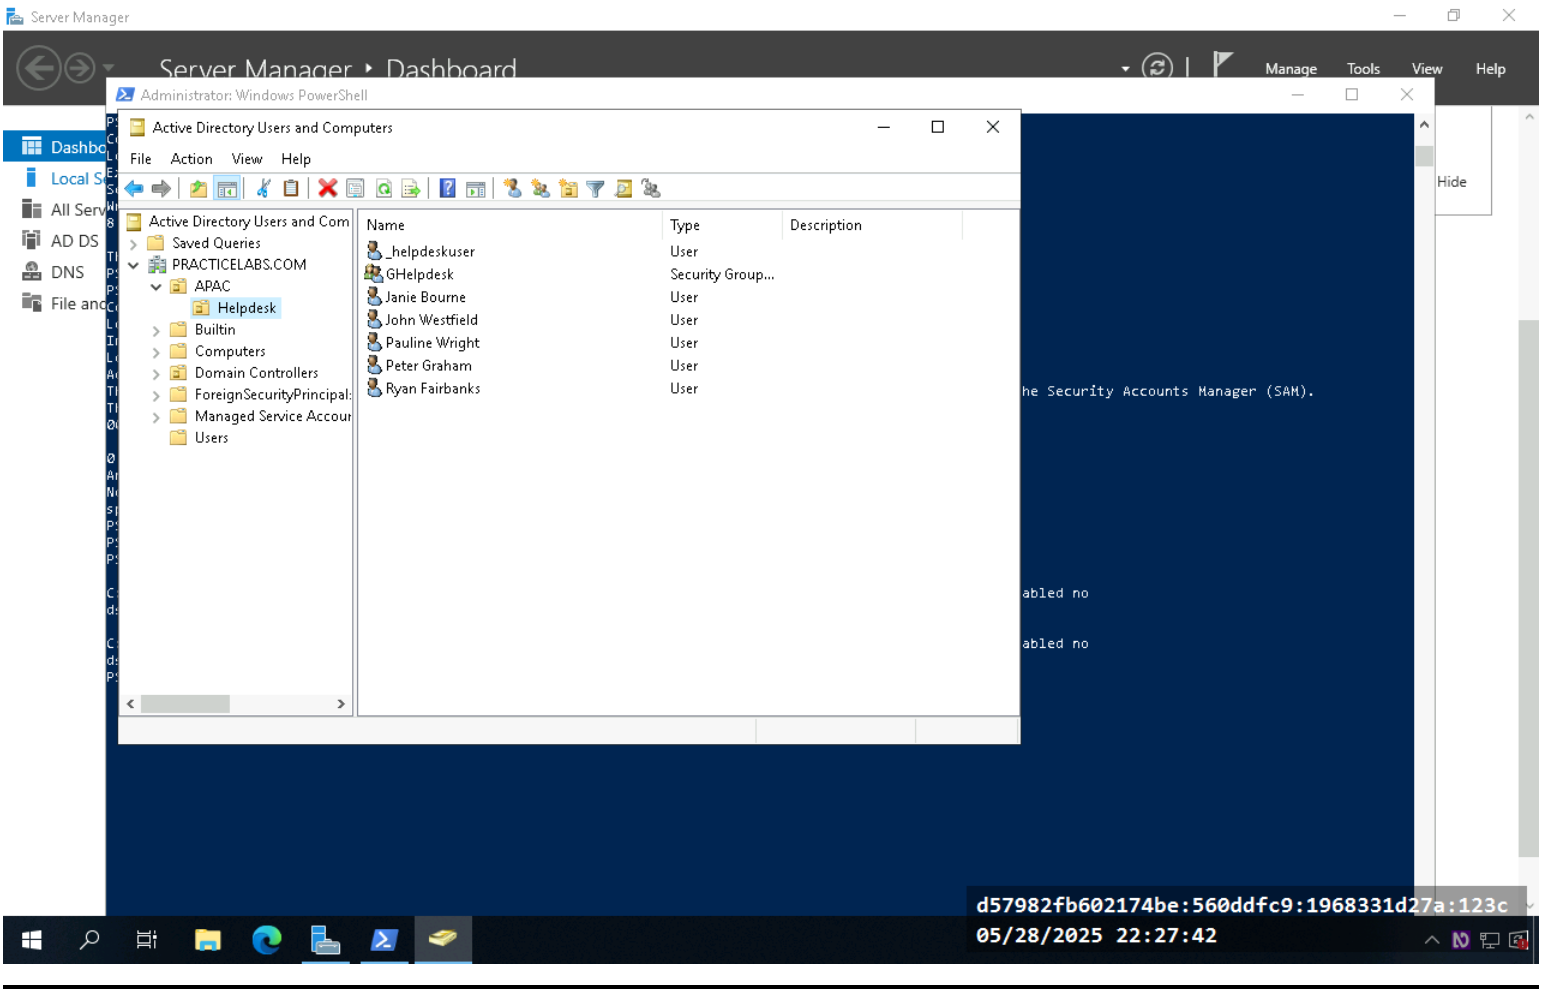 Server Manager
Server Manager • Dashboard
Manage Tools View Help
Administrator: Windows PowerShell
Active Directory Users and Computers
File Action View Help
Dashbo
Local Se
All Serv
AD DS
DNS
File and
Hide
Active Directory Users and Com
Saved Queries
PRACTICELABS.COM
APAC
Helpdesk
Builtin
Computers
Domain Controllers
ForeignSecurityPrincipal:
Managed Service Accour
Users
Name Type Description
_helpdeskuser User
GHelpdesk Security Group...
Janie Bourne User
John Westfield User
Pauline Wright User
Peter Graham User
Ryan Fairbanks User
he Security Accounts Manager (SAM).
abled no
abled no
d57982fb602174be:560ddfc9:1968331d27a:123c
05/28/2025 22:27:42